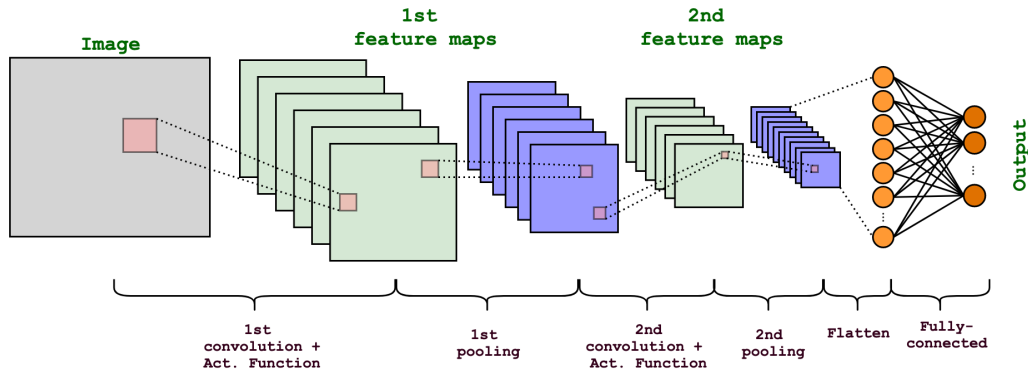 Image
1st
feature maps
2nd
feature maps
Output
1st
convolution +
Act. Function
1st
pooling
2nd
convolution +
Act. Function
2nd
pooling
Flatten
Fully-
connected